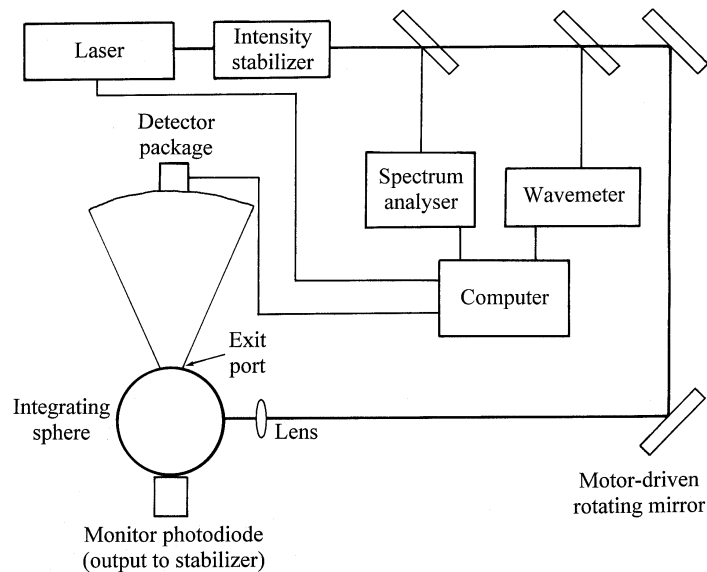 Laser
Intensity
stabilizer
Detector
package
Spectrum
analyser
Wavemeter
Computer
Exit
port
Integrating
sphere
Lens
Motor-driven
rotating mirror
Monitor photodiode
(output to stabilizer)